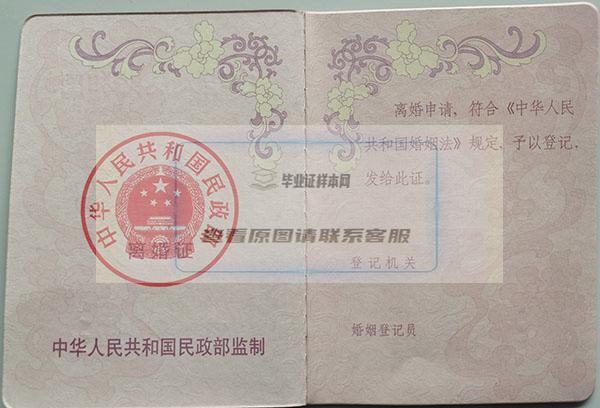 中华人民共和国民政部
离婚证
中华人民共和国民政部监制
离婚申请，符合《中华人民
共和国婚姻法》规定，予以登记，
发给此证。
毕业证样本网
查看原图请联系客服
登记机关
婚姻登记员